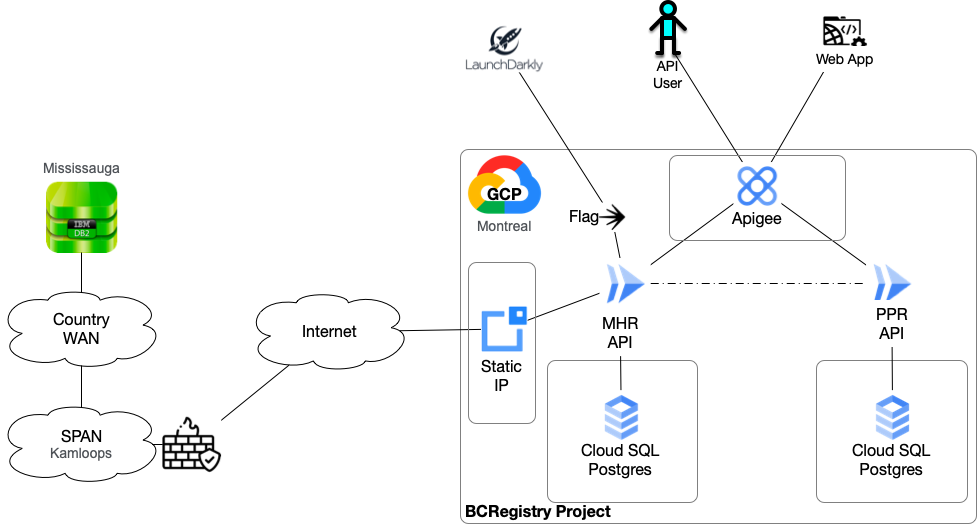 LaunchDarkly
API
User
Web App
Mississauga
IBM
DB2
GCP
Montreal
Flag
Apigee
Country
WAN
Internet
Static
IP
MHR
API
PPR
API
SPAN
Kamloops
Cloud SQL
Postgres
Cloud SQL
Postgres
BCRegistry Project